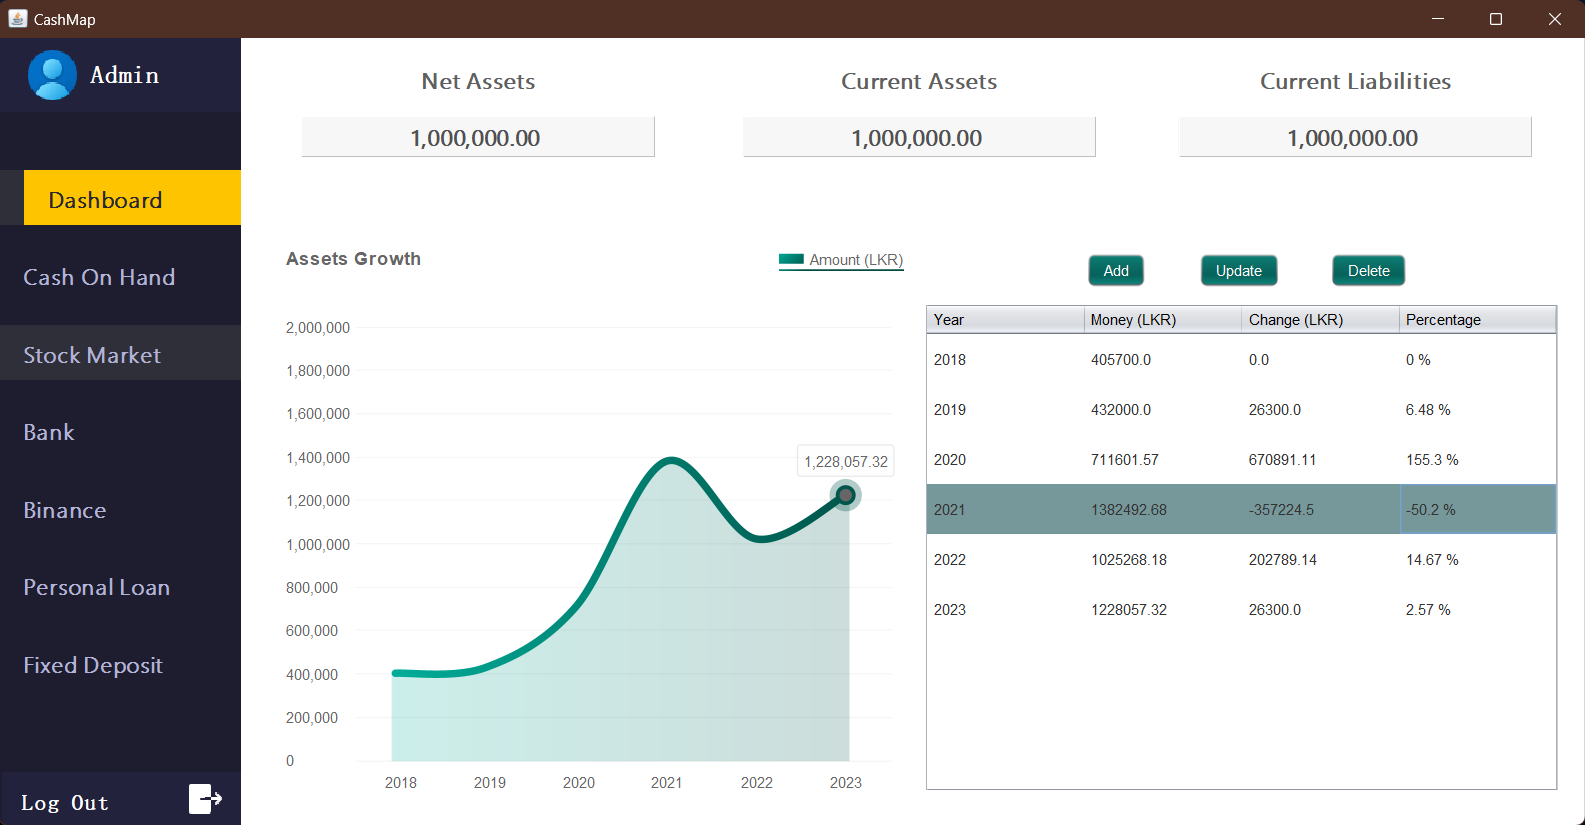 CashMap
Admin
Dashboard
Cash On Hand
Stock Market
Bank
Binance
Personal Loan
Fixed Deposit
Log Out
Net Assets
1,000,000.00
Current Assets
1,000,000.00
Current Liabilities
1,000,000.00
Assets Growth
Amount (LKR)
2,000,000
1,800,000
1,600,000
1,400,000
1,200,000
1,000,000
800,000
600,000
400,000
200,000
0
1,228,057.32
2018 2019 2020 2021 2022 2023
Add Update Delete
Year Money (LKR) Change (LKR) Percentage
2018 405700.0 0.0 0 %
2019 432000.0 26300.0 6.48 %
2020 711601.57 670891.11 155.3 %
2021 1382492.68 -357224.5 -50.2 %
2022 1025268.18 202789.14 14.67 %
2023 1228057.32 26300.0 2.57 %